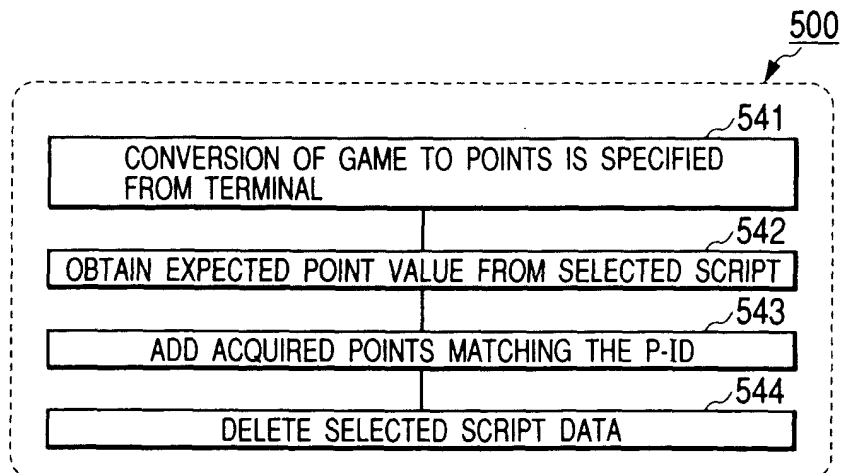 500
541
CONVERSION OF GAME TO POINTS IS SPECIFIED
FROM TERMINAL
542
OBTAIN EXPECTED POINT VALUE FROM SELECTED SCRIPT
543
ADD ACQUIRED POINTS MATCHING THE P-ID
544
DELETE SELECTED SCRIPT DATA